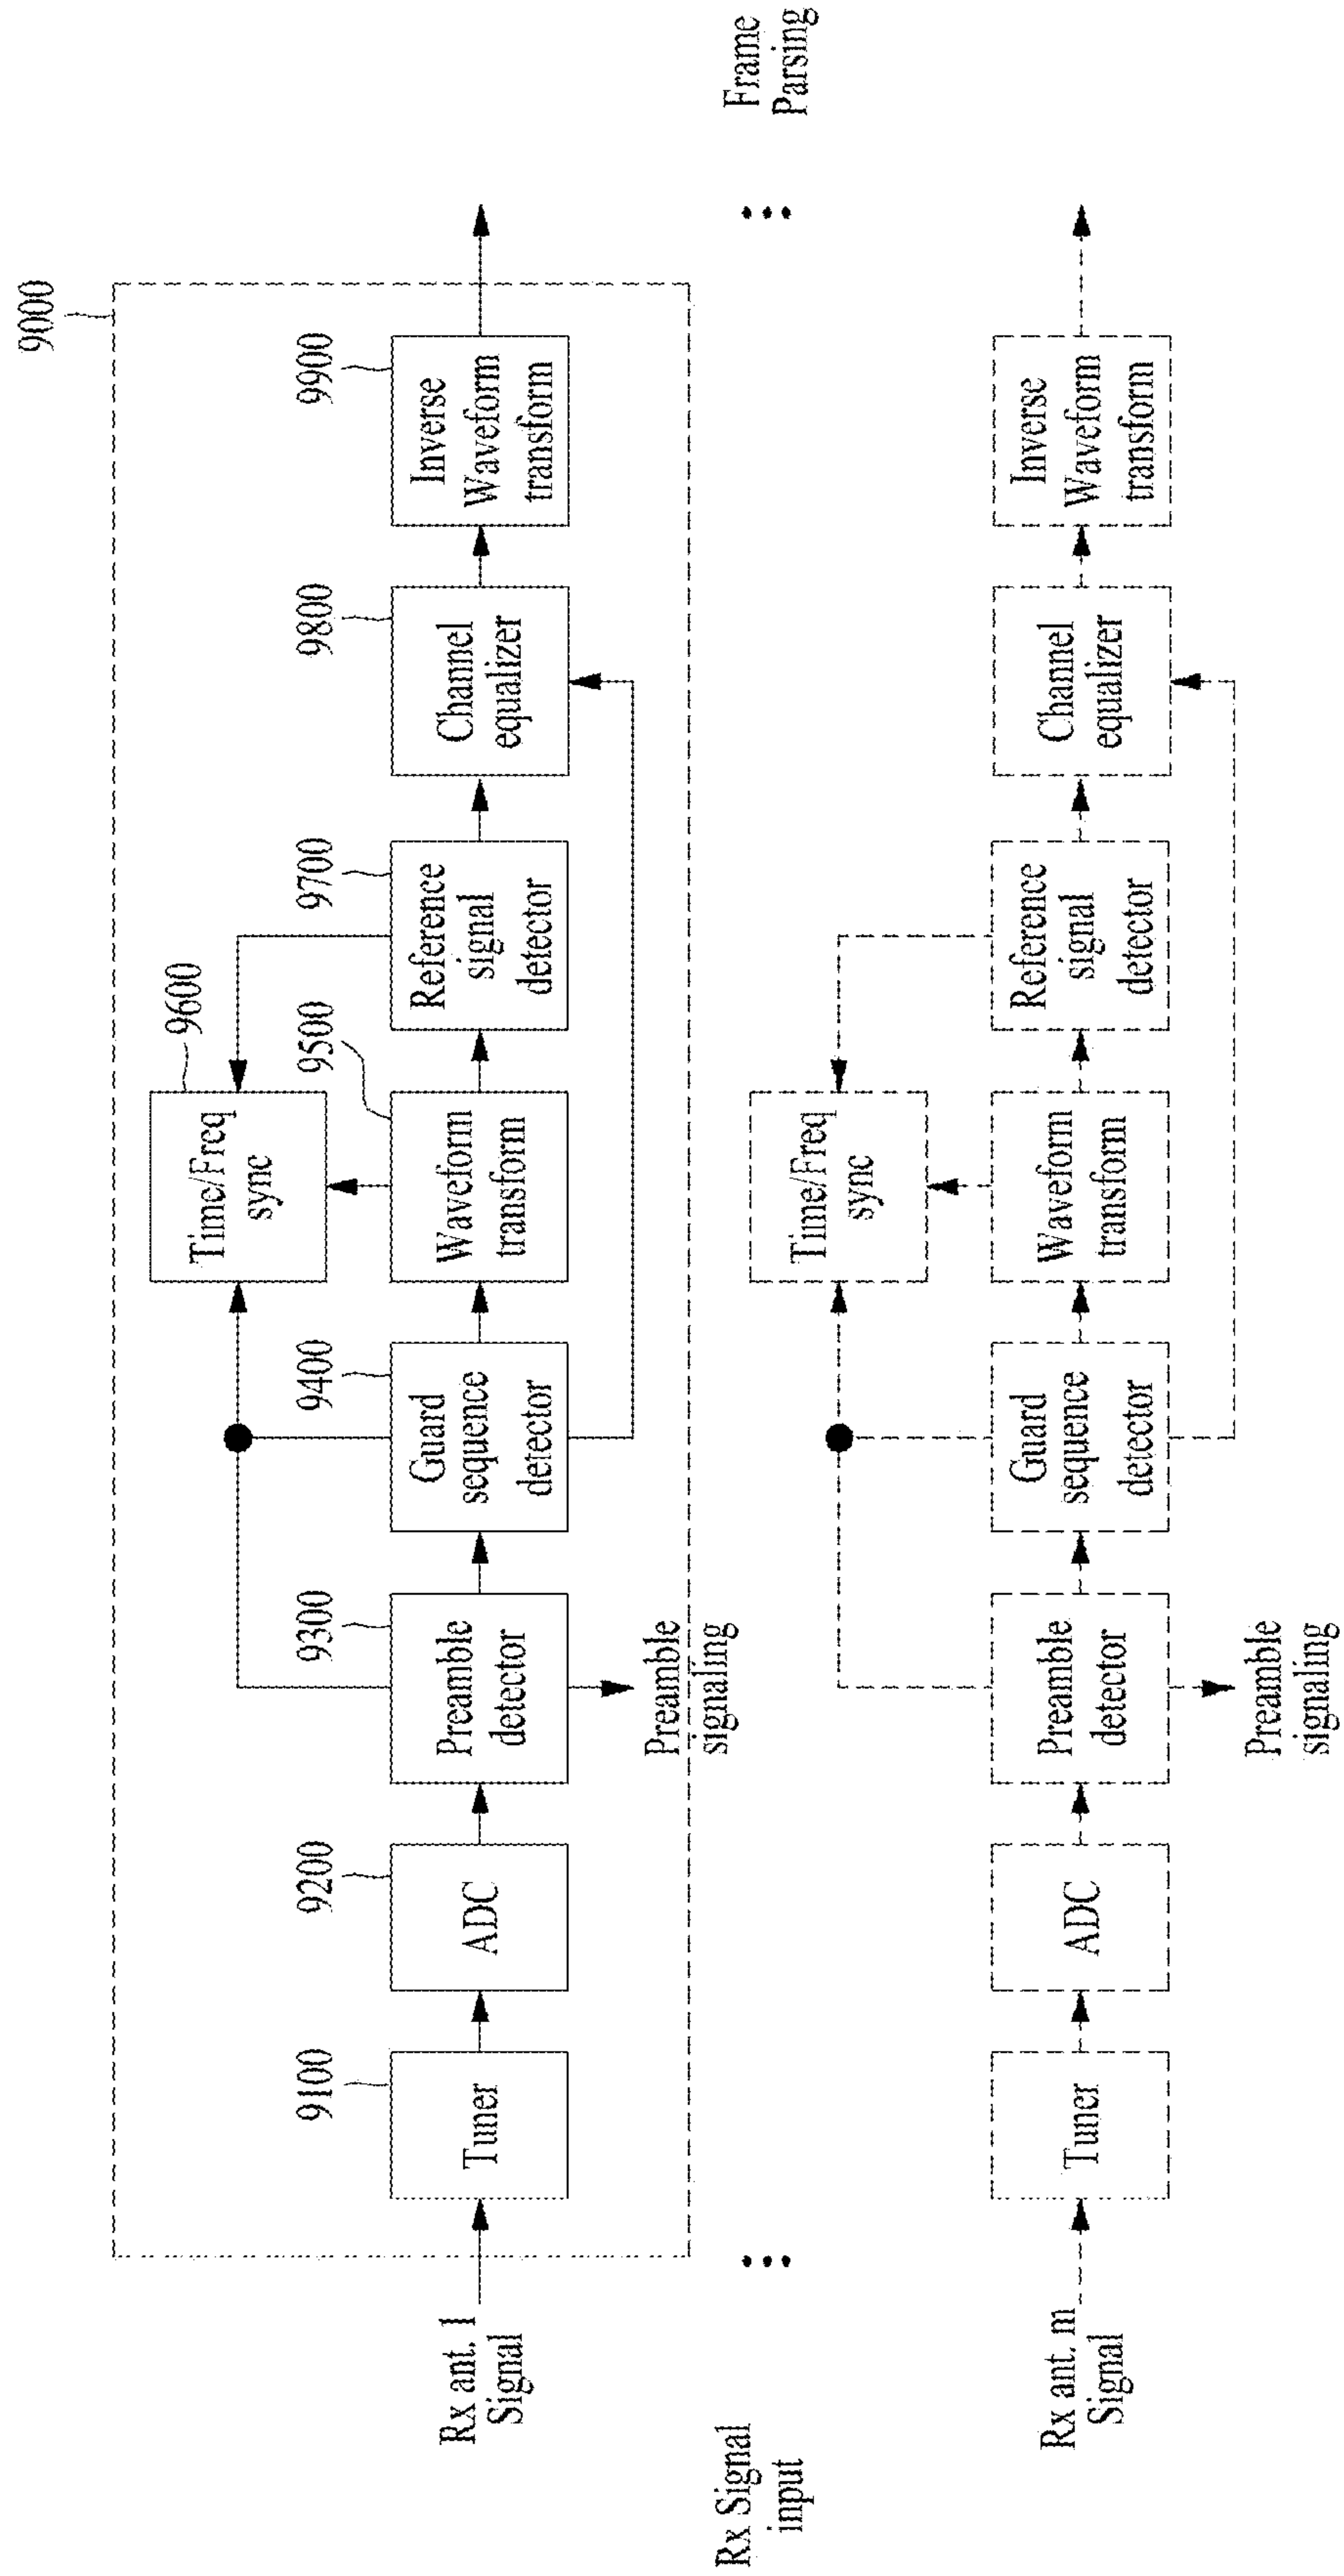 9000
Rx Signal
input
Rx ant. 1
Signal
9100
Tuner
9200
ADC
9300
Preamble
detector
Preamble
signaling
9400
Guard
sequence
detector
9600
Time/Freq
sync
9500
Waveform
transform
9700
Reference
signal
detector
9800
Channel
equalizer
9900
Inverse
Waveform
transform
Frame
Parsing
Rx ant. m
Signal
Tuner
ADC
Preamble
detector
Preamble
signaling
Guard
sequence
detector
Time/Freq
sync
Waveform
transform
Reference
signal
detector
Channel
equalizer
Inverse
Waveform
transform